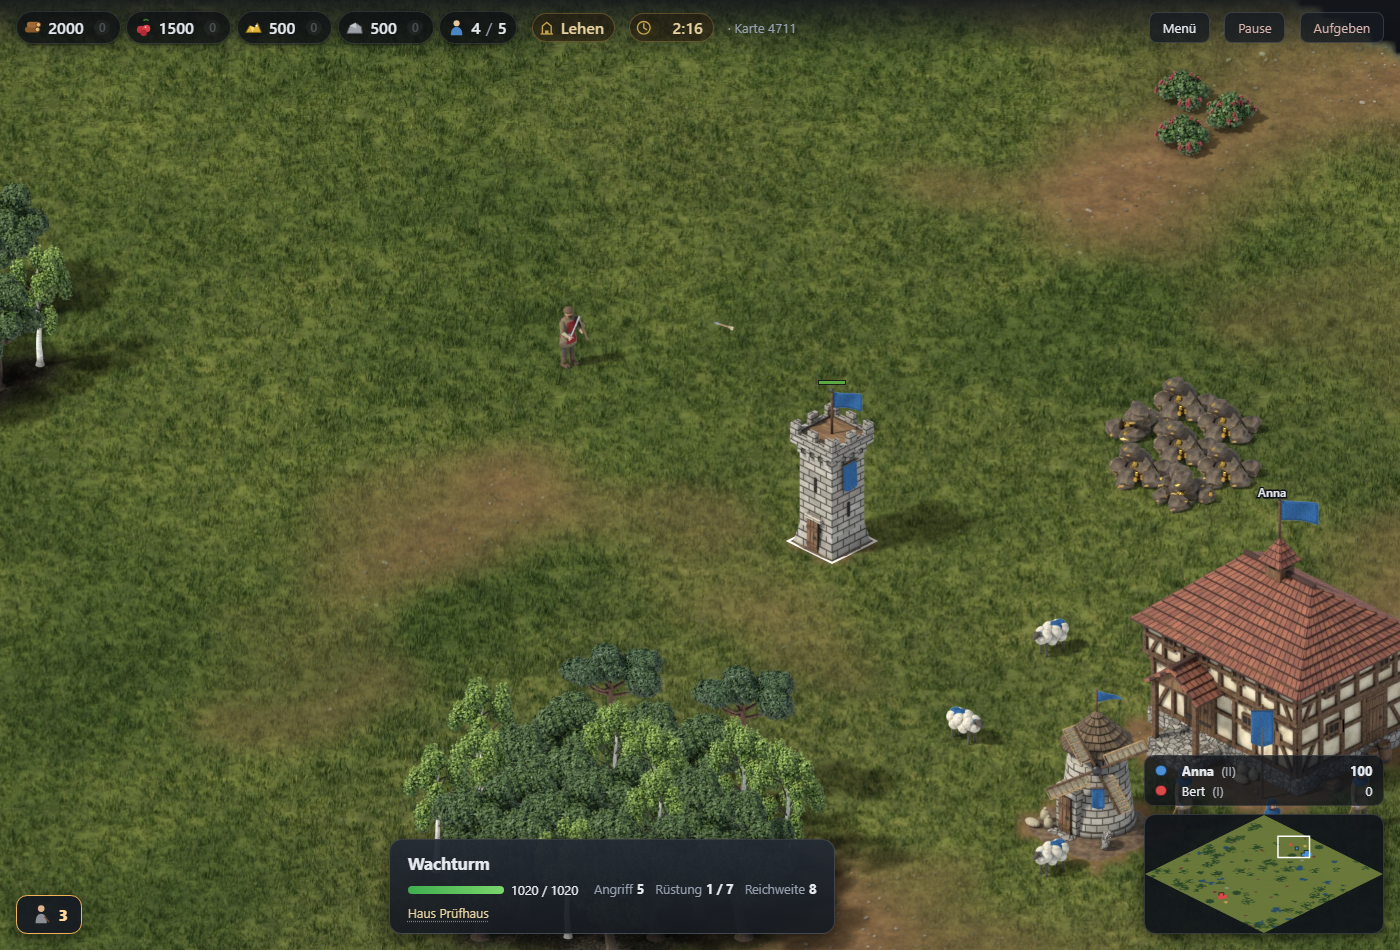 2000 0 1500 0 500 0 500 0 4 / 5 Lehen 2:16 · Karte 4711 Menü Pause Aufgeben
Anna
Anna (II) 100
Bert (I) 0
Wachturm
1020 / 1020 Angriff 5 Rüstung 1 / 7 Reichweite 8
Haus Prüfhaus
3